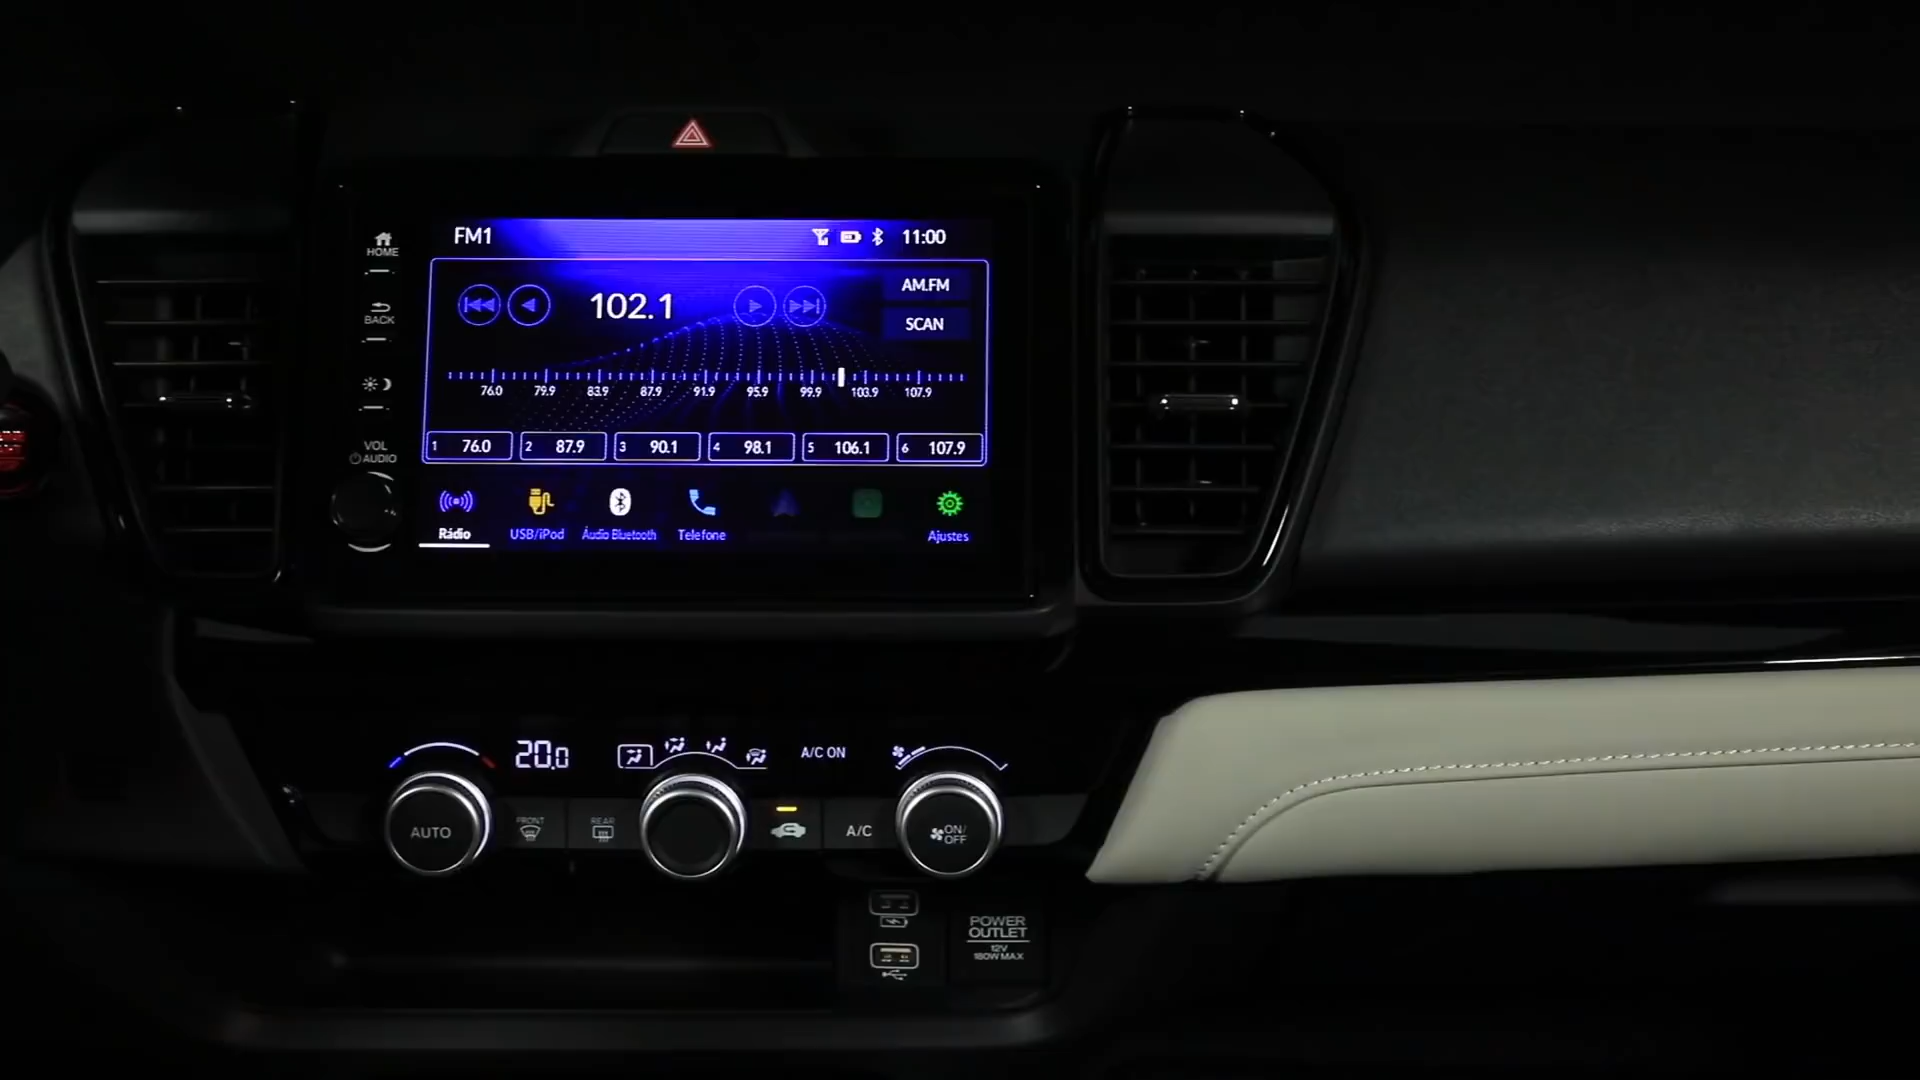 FM1
11:00
HOME
102.1
AM.FM
BACK
SCAN
76.0 79.9 83.9 87.9 91.9 95.9 99.9 103.9 107.9
VOL
AUDIO
1 76.0
2 87.9
3 90.1
4 98.1
5 106.1
6 107.9
Rádio
USB/iPod
Áudio Bluetooth
Telefone
Ajustes
20.0
A/C ON
AUTO
FRONT
REAR
A/C
ON/
OFF
POWER
OUTLET
12V
180W MAX